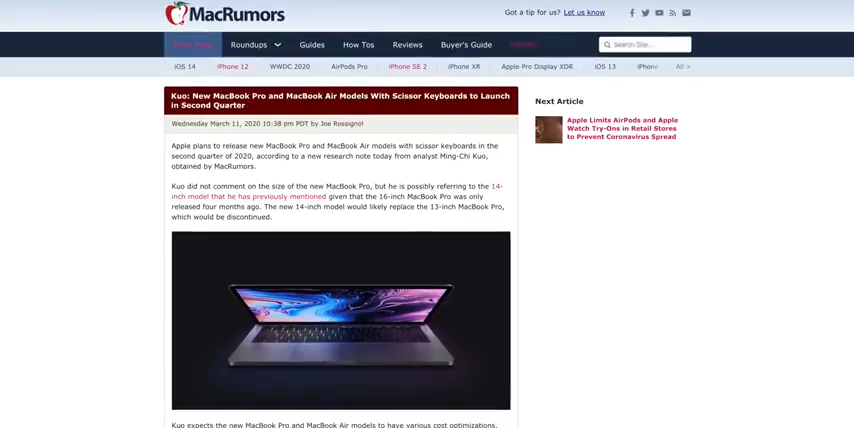 MacRumors
Got a tip for us? Let us know
Front Page
Roundups
Guides
How Tos
Reviews
Buyer's Guide
Forums
Search Site...
iOS 14
iPhone 12
WWDC 2020
AirPods Pro
iPhone SE 2
iPhone XR
Apple Pro Display XDR
iOS 13
iPhone
All >
Kuo: New MacBook Pro and MacBook Air Models With Scissor Keyboards to Launch
in Second Quarter
Wednesday March 11, 2020 10:38 pm PDT by Joe Rossignol
Apple plans to release new MacBook Pro and MacBook Air models with scissor keyboards in the
second quarter of 2020, according to a new research note today from analyst Ming-Chi Kuo,
obtained by MacRumors.
Kuo did not comment on the size of the new MacBook Pro, but he is possibly referring to the 14-
inch model that he has previously mentioned given that the 16-inch MacBook Pro was only
released four months ago. The new 14-inch model would likely replace the 13-inch MacBook Pro,
which would be discontinued.
Kuo expects the new MacBook Pro and MacBook Air models to have various cost optimizations,
Next Article
Apple Limits AirPods and Apple
Watch Try-Ons in Retail Stores
to Prevent Coronavirus Spread